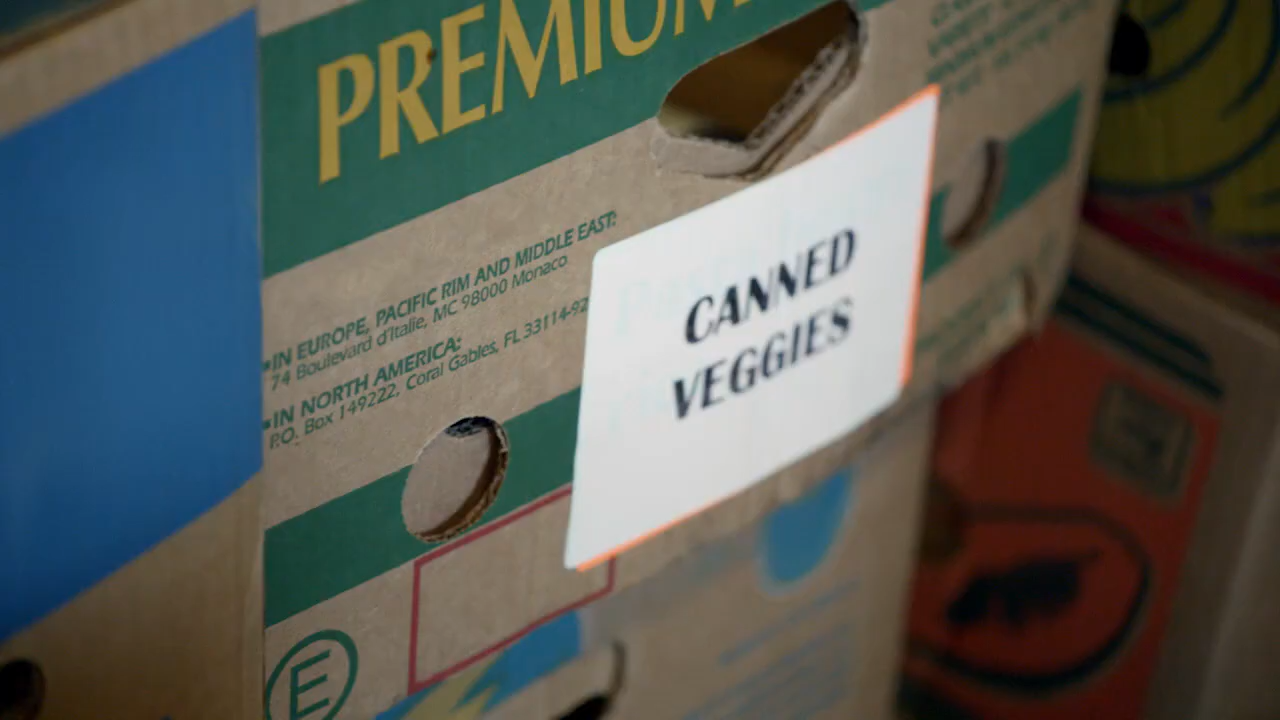 PREMIUM
•IN EUROPE, PACIFIC RIM AND MIDDLE EAST:
74 Boulevard d'Italie, MC 98000 Monaco
•IN NORTH AMERICA:
P.O. Box 149222, Coral Gables, FL 33114-92
CANNED
VEGGIES
E